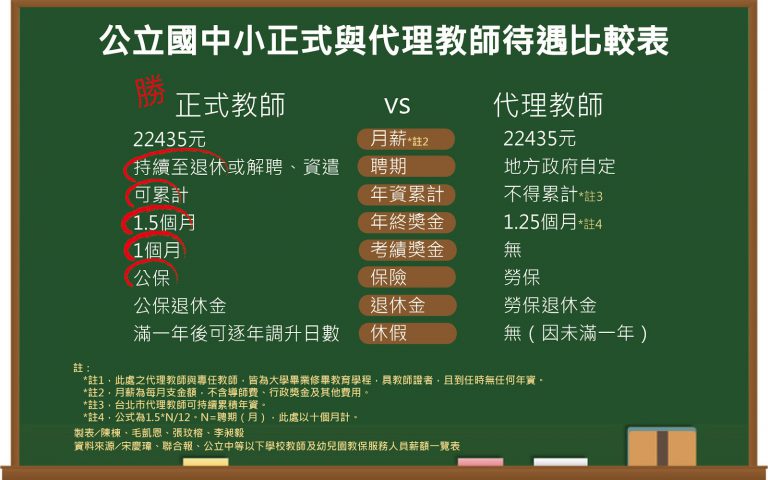 公立國中小正式與代理教師待遇比較表
勝 正式教師 VS 代理教師
22435元 月薪*註2 22435元
持續至退休或解聘、資遣 聘期 地方政府自定
可累計 年資累計 不得累計*註3
1.5個月 年終獎金 1.25個月*註4
1個月 考績獎金 無
公保 保險 勞保
公保退休金 退休金 勞保退休金
滿一年後可逐年調升日數 休假 無（因未滿一年）
註：
*註1，此處之代理教師與專任教師，皆為大學畢業修畢教育學程，具教師證者，且到任時無任何年資。
*註2，月薪為每月支金額，不含導師費、行政獎金及其他費用。
*註3，台北市代理教師可持續累積年資。
*註4，公式為1.5*N/12。N=聘期（月），此處以十個月計。
製表/陳棟、毛凱恩、張玟榕、李昶毅
資料來源/宋慶瑋、聯合報、公立中等以下學校教師及幼兒園教保服務人員薪額一覽表